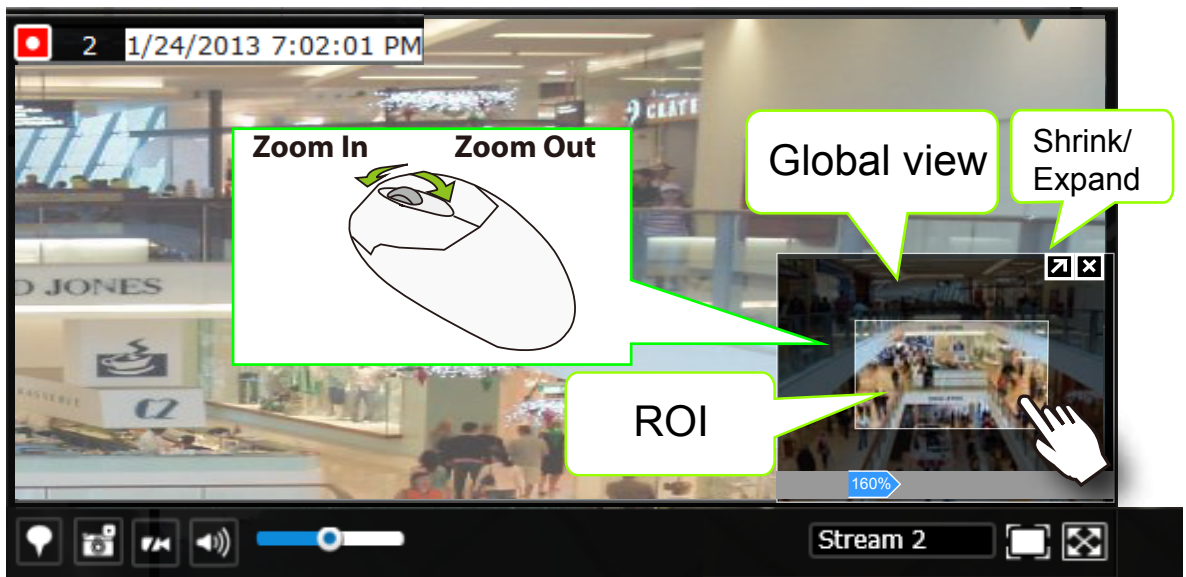 2 1/24/2013 7:02:01 PM
CRATE
Zoom In Zoom Out
Global view
Shrink/
Expand
D JONES
ROI
160%
Stream 2